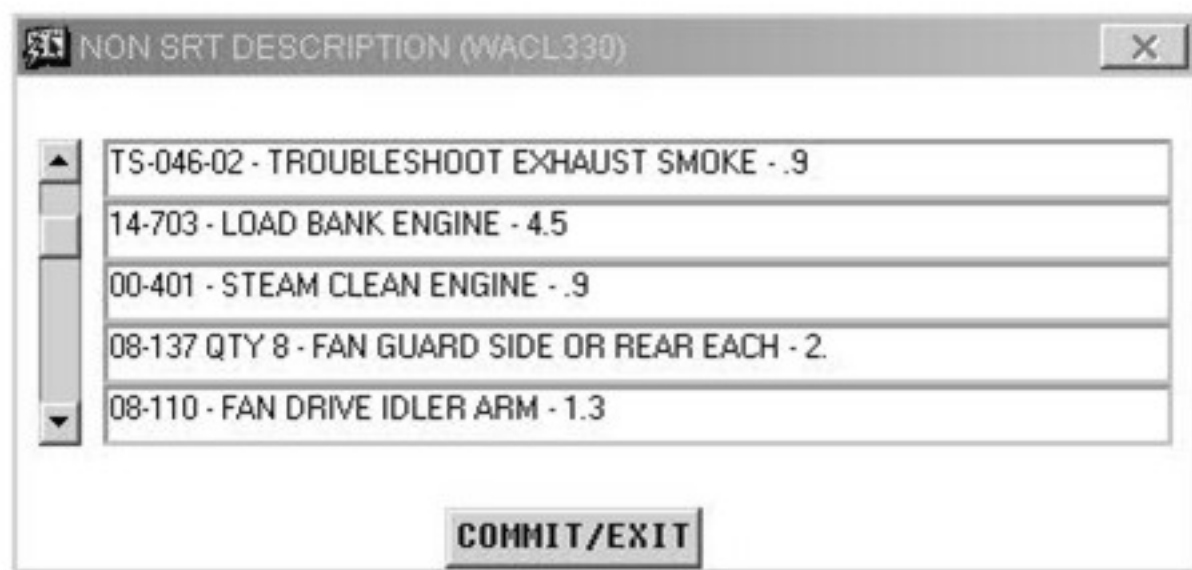 NON SRT DESCRIPTION (WACL330)
TS-046-02 - TROUBLESHOOT EXHAUST SMOKE - .9
14-703 - LOAD BANK ENGINE - 4.5
00-401 - STEAM CLEAN ENGINE - .9
08-137 QTY 8 - FAN GUARD SIDE OR REAR EACH - 2.
08-110 - FAN DRIVE IDLER ARM - 1.3
COMMIT/EXIT